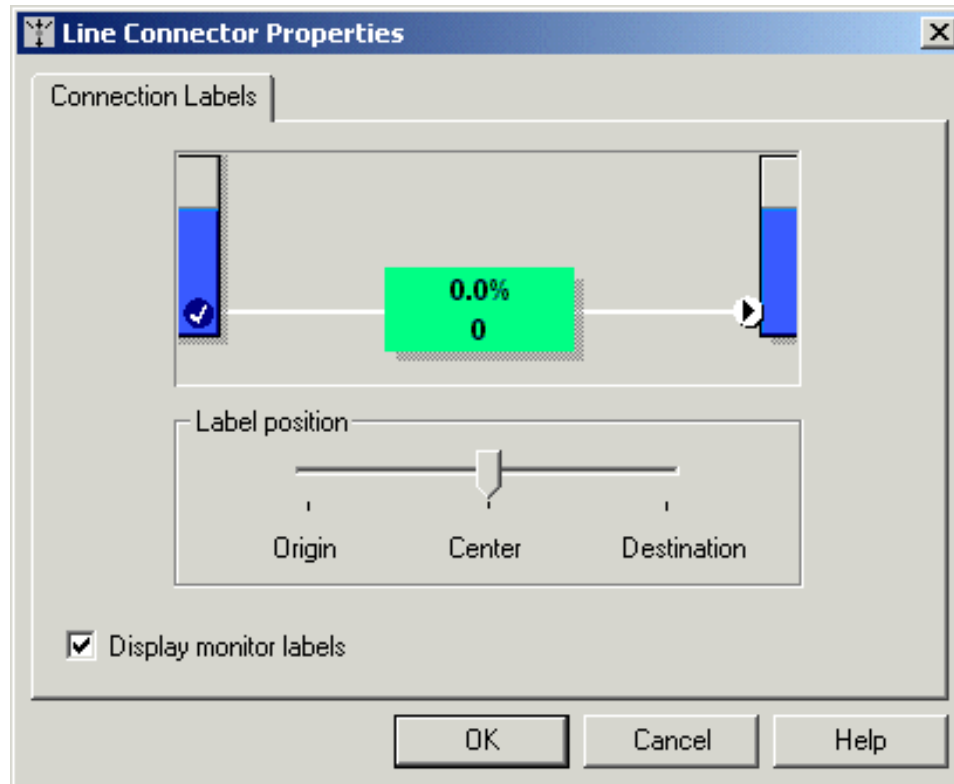 Line Connector Properties
Connection Labels
0.0%
0
Label position
Origin Center Destination
Display monitor labels
OK Cancel Help